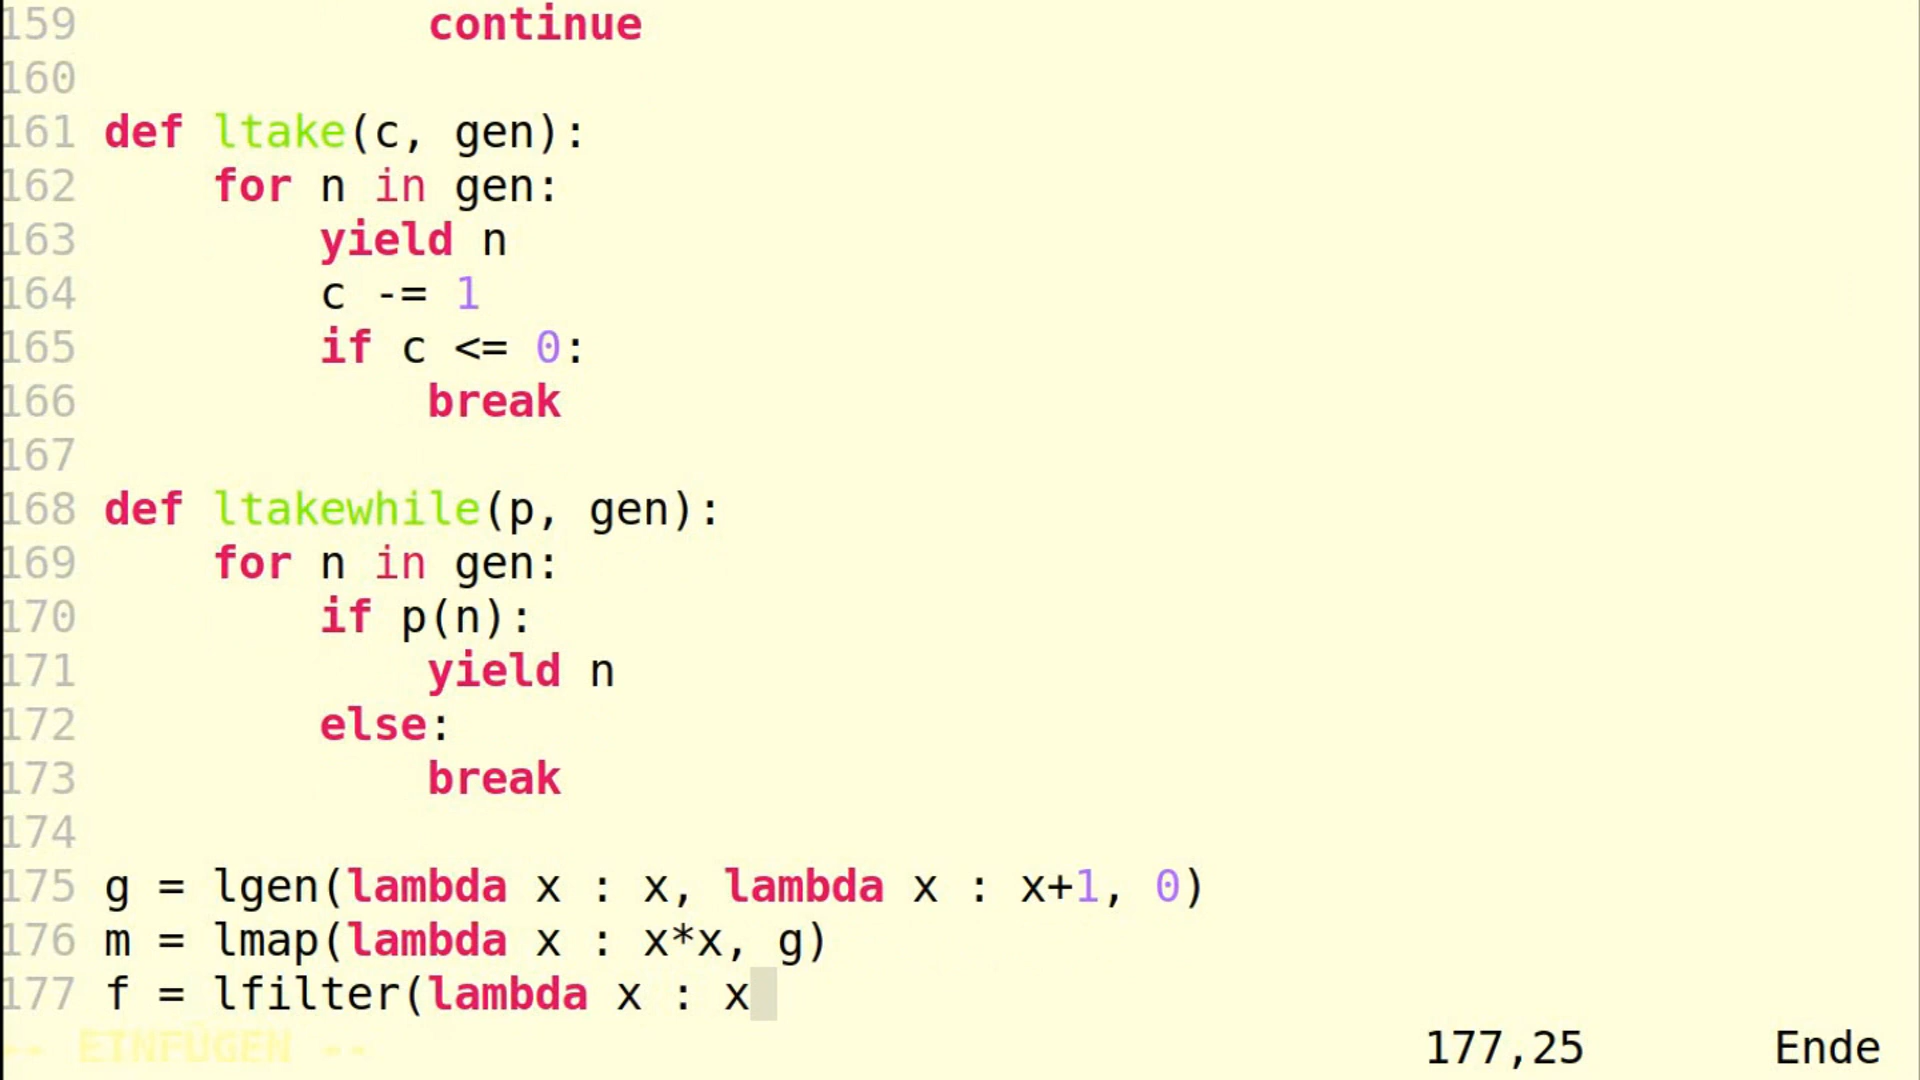 159             continue
160
161 def ltake(c, gen):
162     for n in gen:
163         yield n
164         c -= 1
165         if c <= 0:
166             break
167
168 def ltakewhile(p, gen):
169     for n in gen:
170         if p(n):
171             yield n
172         else:
173             break
174
175 g = lgen(lambda x : x, lambda x : x+1, 0)
176 m = lmap(lambda x : x*x, g)
177 f = lfilter(lambda x : x
-- EINFÜGEN -- 177,25 Ende